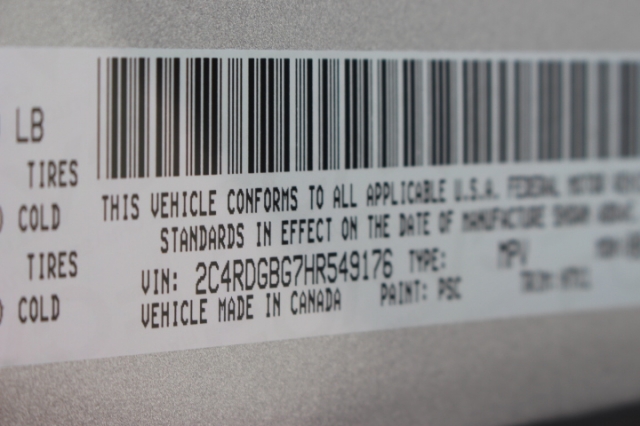 LB
TIRES
COLD
TIRES
COLD
THIS VEHICLE CONFORMS TO ALL APPLICABLE U.S.A. FEDERAL MOTOR
STANDARDS IN EFFECT ON THE DATE OF MANUFACTURE SHOWN ABOVE
VIN: 2C4RDGBG7HR549176 TYPE: MPV
VEHICLE MADE IN CANADA PAINT: PSC